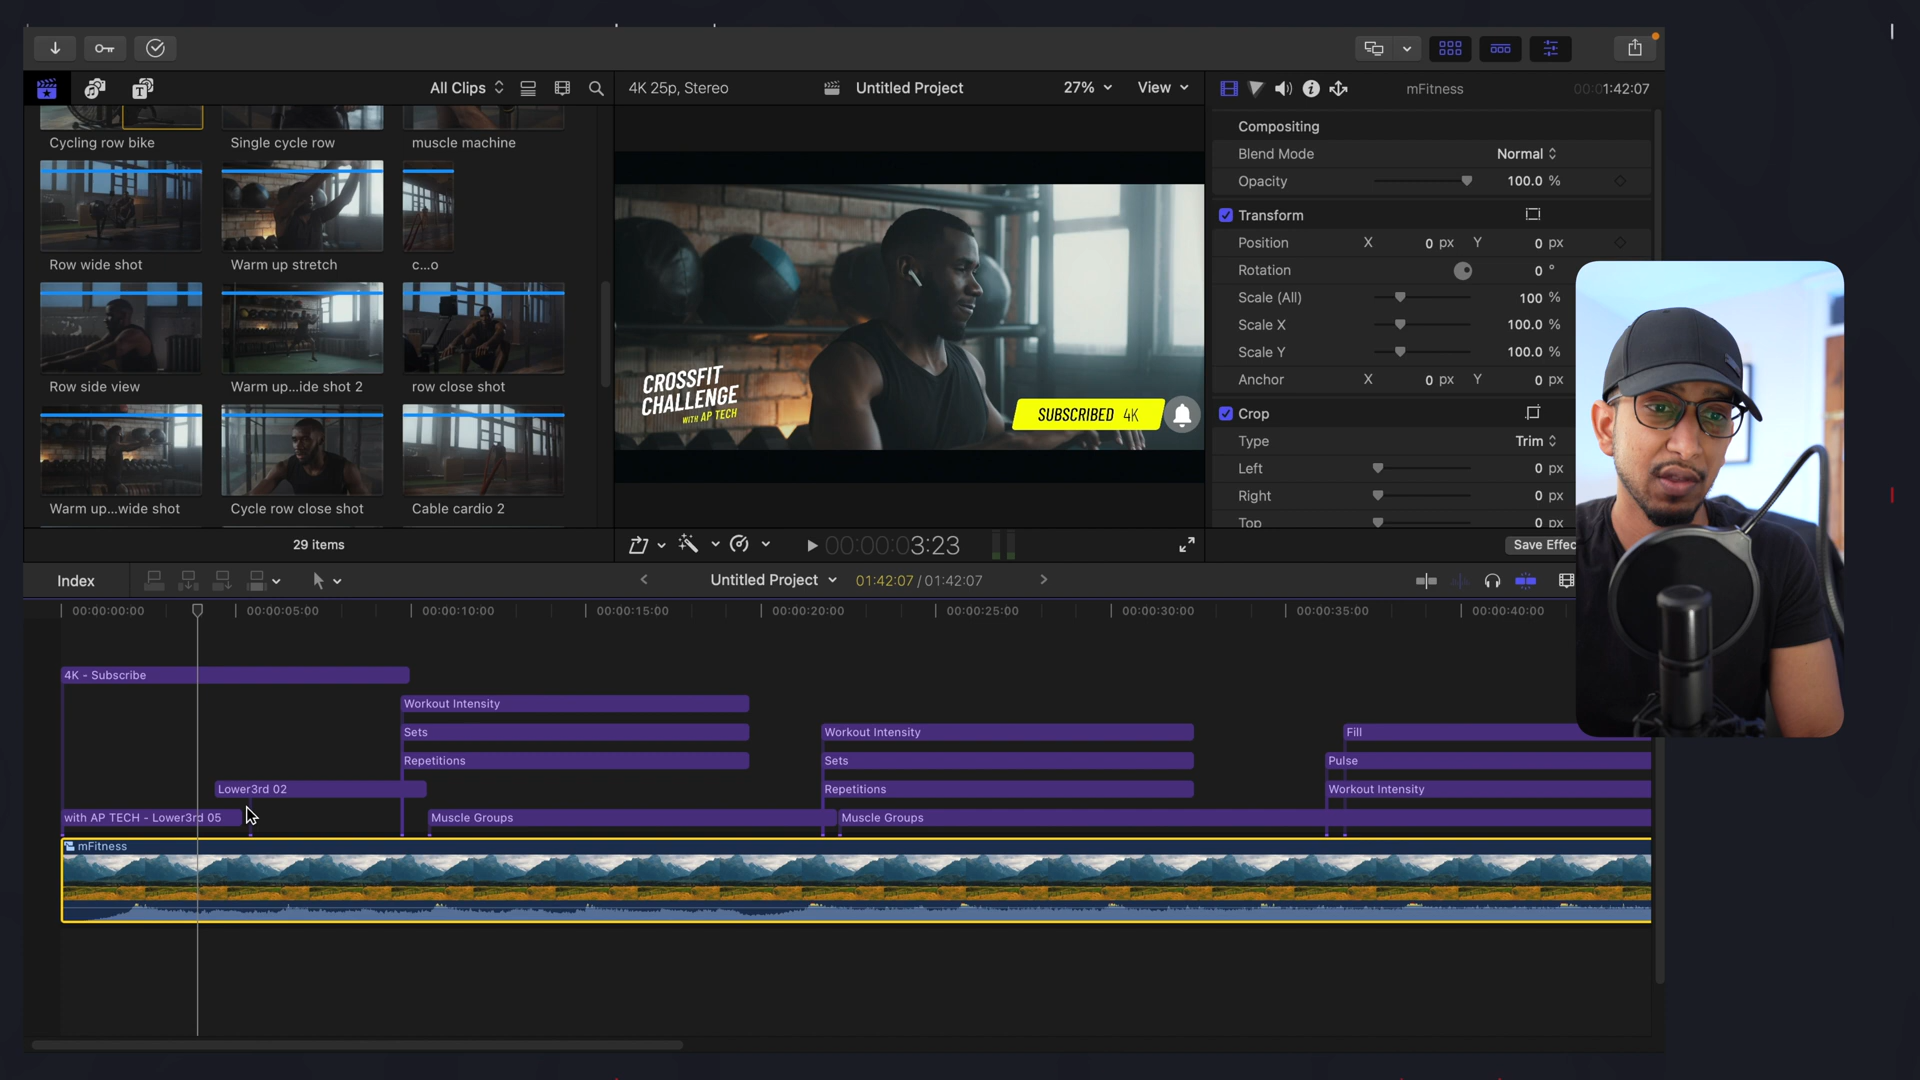 All Clips
4K 25p, Stereo
Untitled Project
27%
View
mFitness
00:01:42:07
Cycling row bike
Single cycle row
muscle machine
Row wide shot
Warm up stretch
c...o
Row side view
Warm up...ide shot 2
row close shot
Warm up...wide shot
Cycle row close shot
Cable cardio 2
29 items
CROSSFIT
CHALLENGE
WITH AP TECH
SUBSCRIBED 4K
00:00:03:23
Compositing
Blend Mode
Normal
Opacity
100.0 %
Transform
Position X 0 px Y 0 px
Rotation 0 °
Scale (All) 100 %
Scale X 100.0 %
Scale Y 100.0 %
Anchor X 0 px Y 0 px
Crop
Type Trim
Left 0 px
Right 0 px
Top 0 px
Save Effec
Index
Untitled Project
01:42:07 / 01:42:07
00:00:00:00
00:00:05:00
00:00:10:00
00:00:15:00
00:00:20:00
00:00:25:00
00:00:30:00
00:00:35:00
00:00:40:00
4K - Subscribe
Workout Intensity
Sets
Workout Intensity
Fill
Repetitions
Sets
Pulse
Lower3rd 02
Repetitions
Workout Intensity
with AP TECH - Lower3rd 05
Muscle Groups
Muscle Groups
mFitness